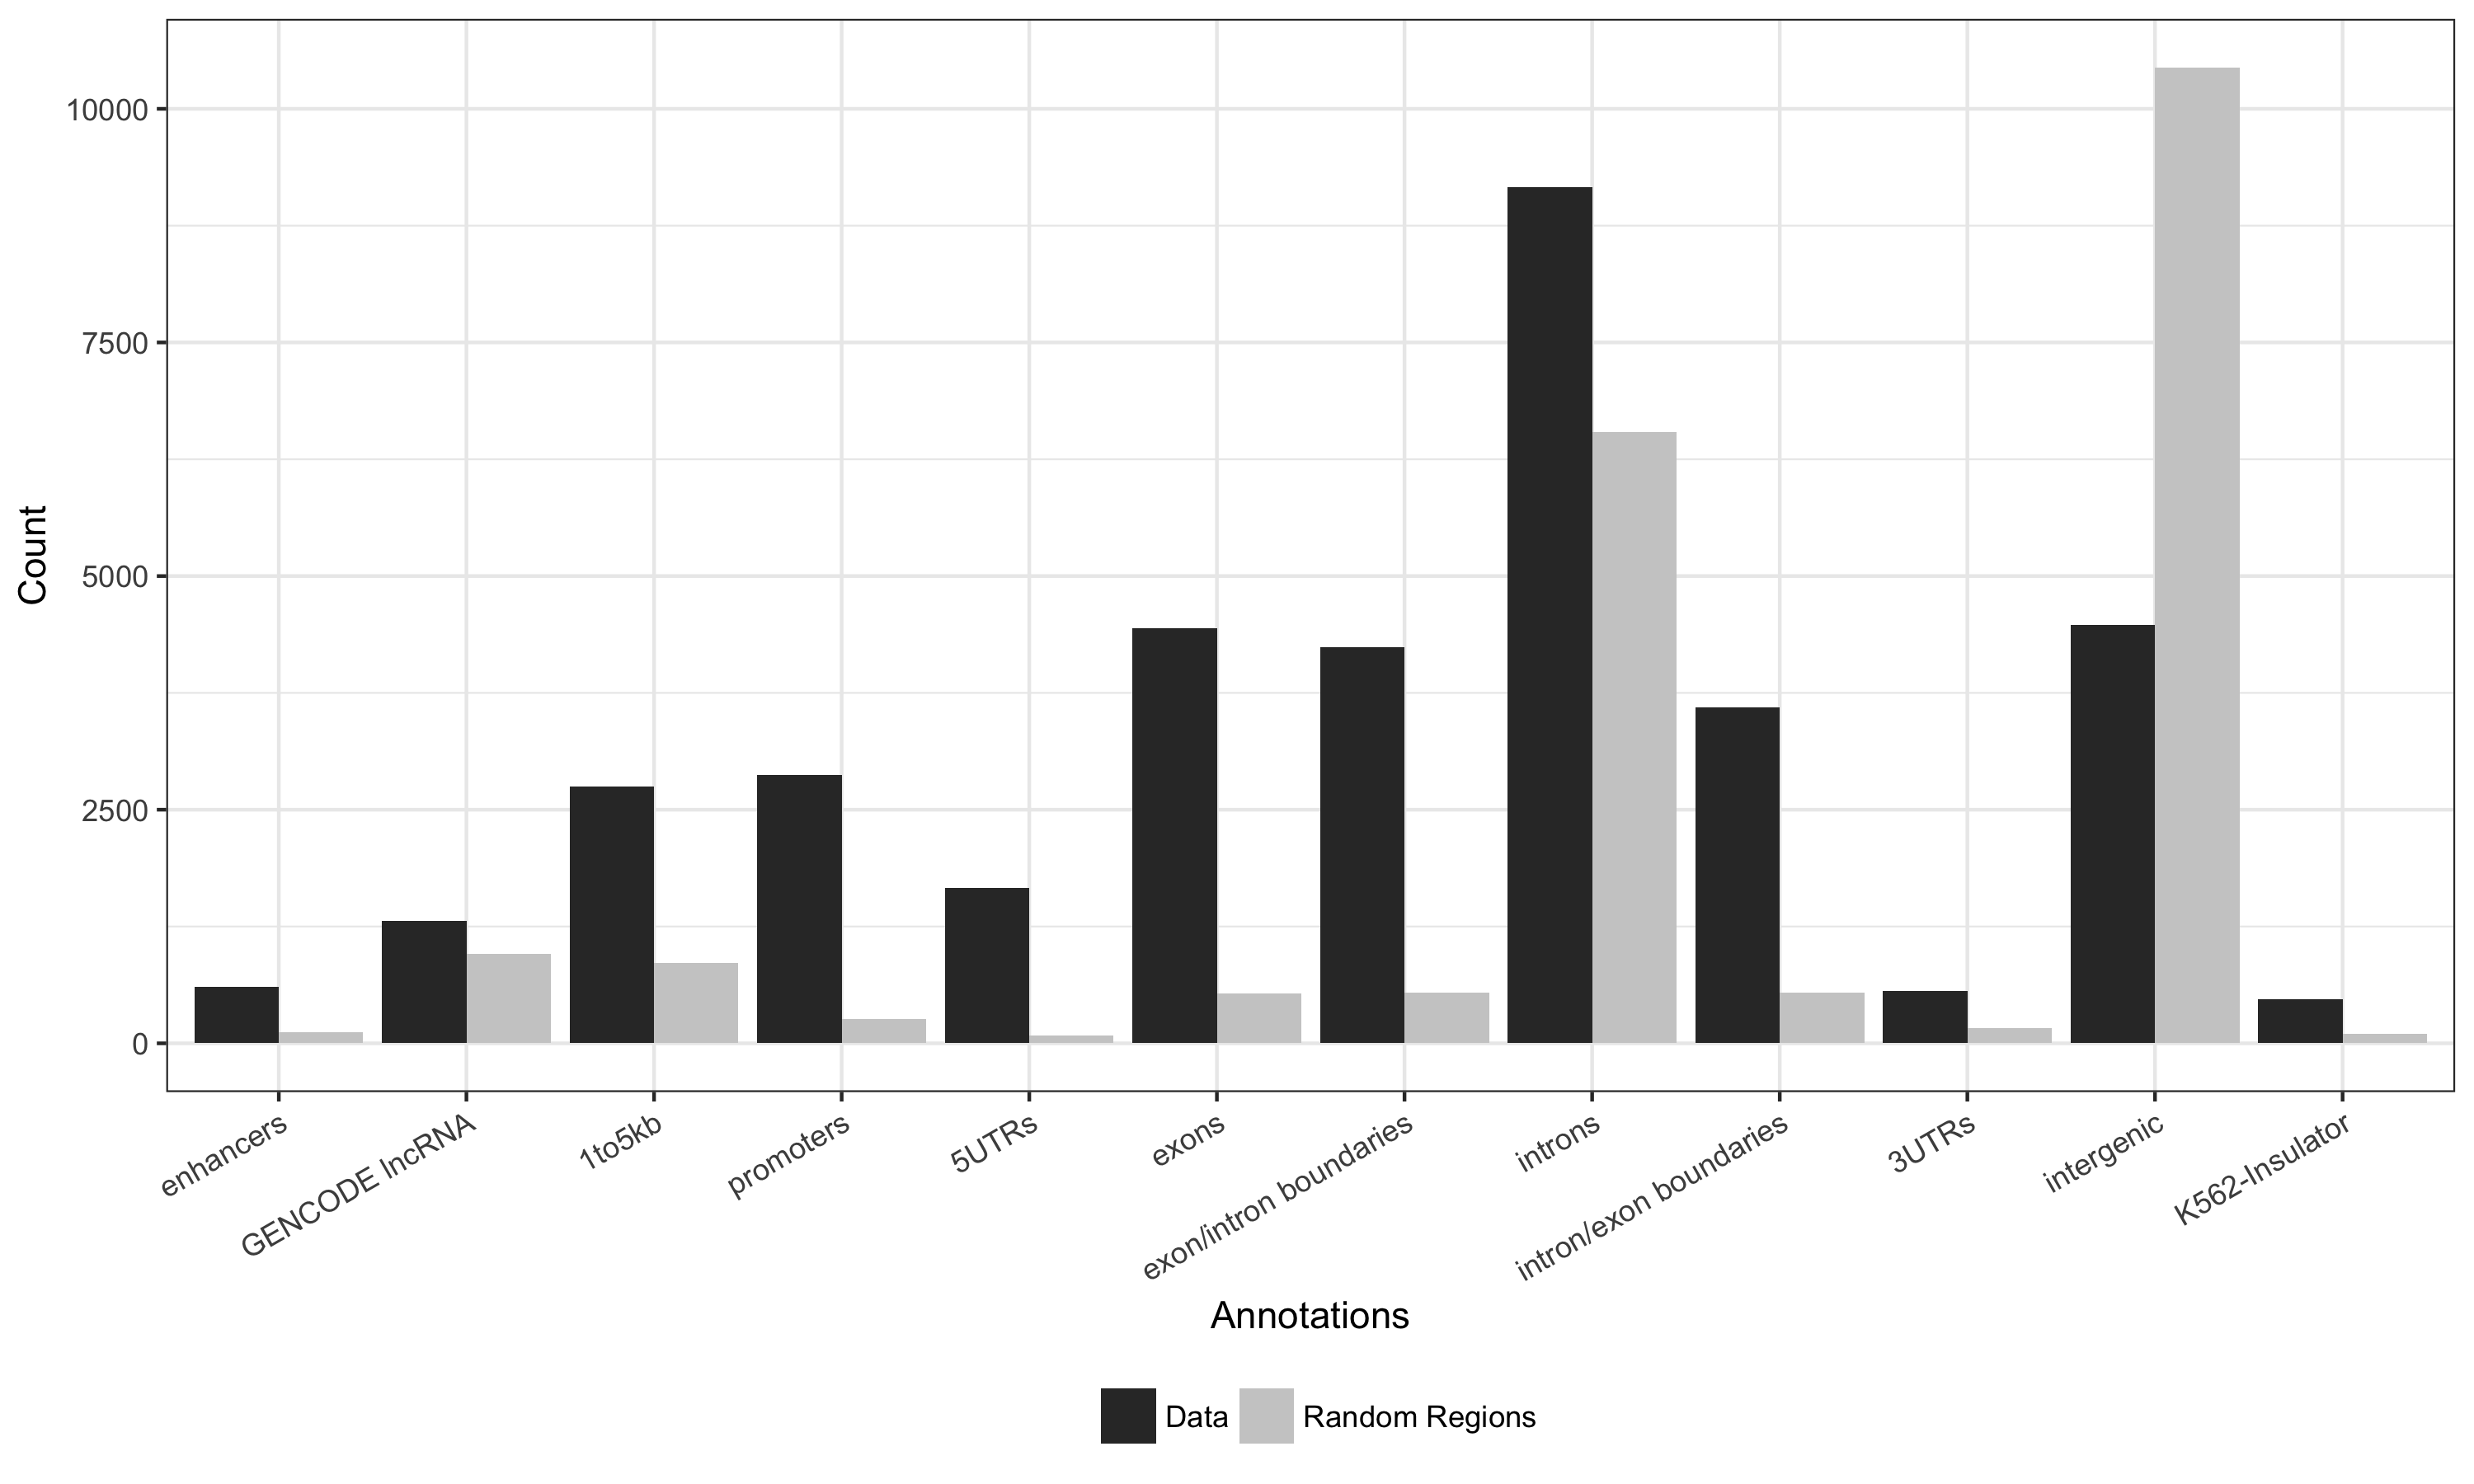 Count
10000
7500
5000
2500
0
enhancers
GENCODE lncRNA
1to5kb
promoters
5UTRs
exons
exon/intron boundaries
introns
intron/exon boundaries
3UTRs
intergenic
K562-Insulator
Annotations
Data
Random Regions